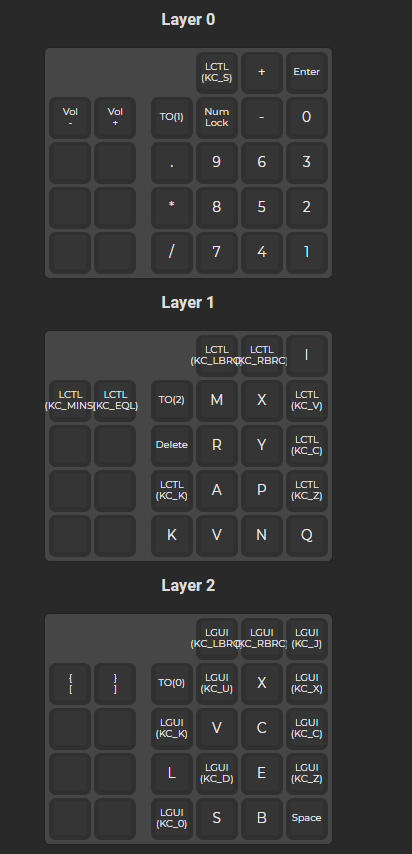 Layer 0
LCTL
(KC_S)
+
Enter
Vol
-
Vol
+
TO(1)
Num
Lock
-
0
.
9
6
3
*
8
5
2
/
7
4
1
Layer 1
LCTL
(KC_LBRC)
LCTL
(KC_RBRC)
I
LCTL
(KC_MINS)
LCTL
(KC_EQL)
TO(2)
M
X
LCTL
(KC_V)
Delete
R
Y
LCTL
(KC_C)
LCTL
(KC_K)
A
P
LCTL
(KC_Z)
K
V
N
Q
Layer 2
LGUI
(KC_LBRC)
LGUI
(KC_RBRC)
LGUI
(KC_J)
{
[
}
]
TO(0)
LGUI
(KC_U)
X
LGUI
(KC_X)
LGUI
(KC_K)
V
C
LGUI
(KC_C)
L
LGUI
(KC_D)
E
LGUI
(KC_Z)
LGUI
(KC_0)
S
B
Space